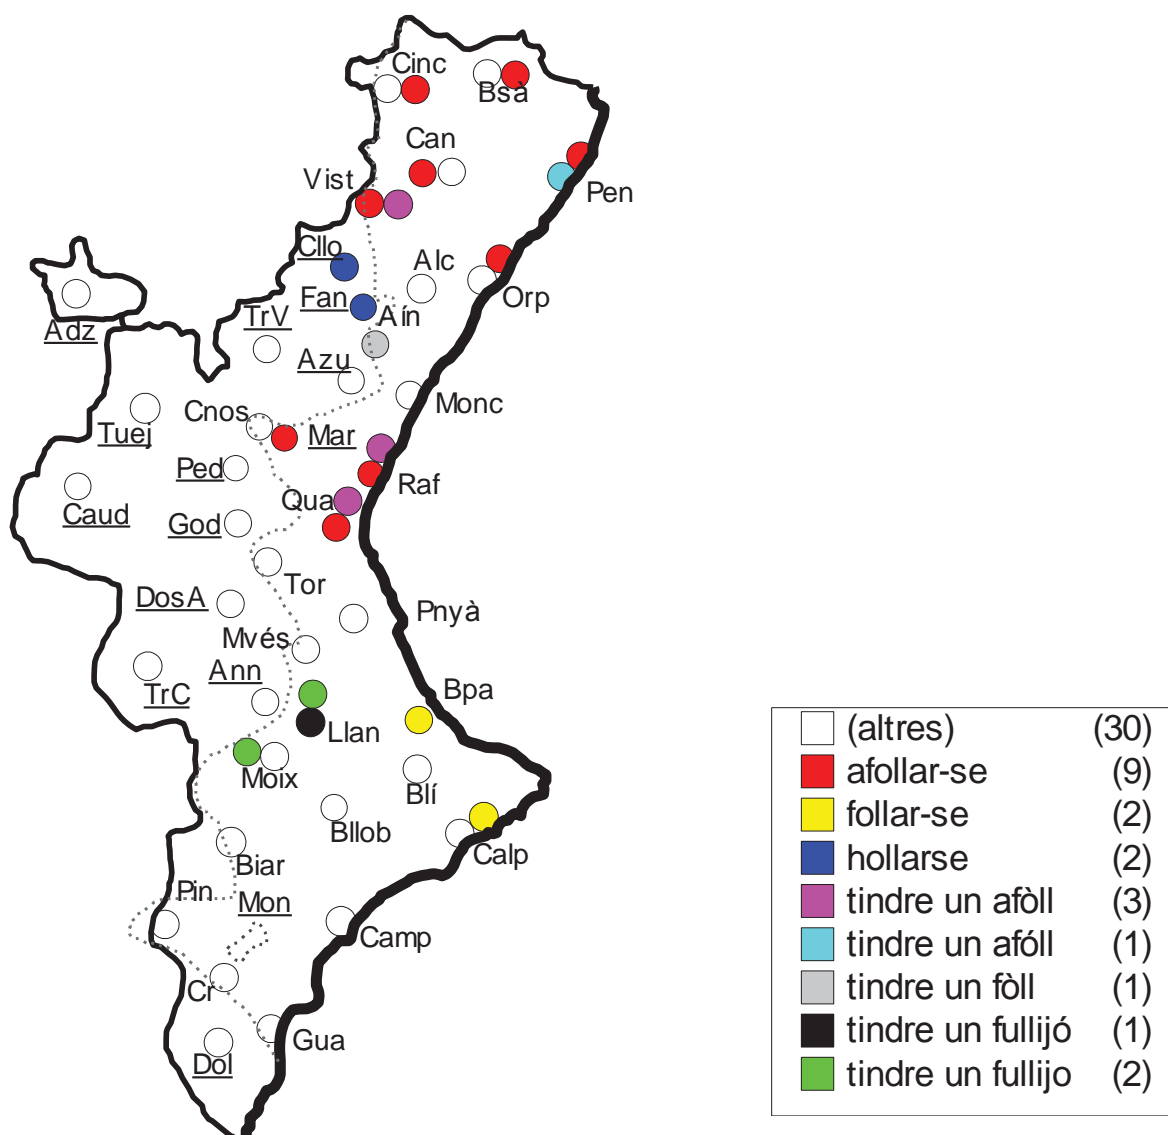 Cinc
Bsà
Can
Vist
Pen
Cllo
Alc
Fan
Orp
Adz
TrV
Aín
Azu
Monc
Cnos
Tuej
Mar
Ped
Raf
Caud
Qua
God
Tor
DosA
Pnyà
Mvés
TrC
Ann
Bpa
Llan
Moix
Blí
Bllob
Calp
Biar
Pin
Mon
Camp
Cr
Gua
Dol
(altres) (30)
afollar-se (9)
follar-se (2)
hollarse (2)
tindre un afòll (3)
tindre un afóll (1)
tindre un fòll (1)
tindre un fullijó (1)
tindre un fullijo (2)